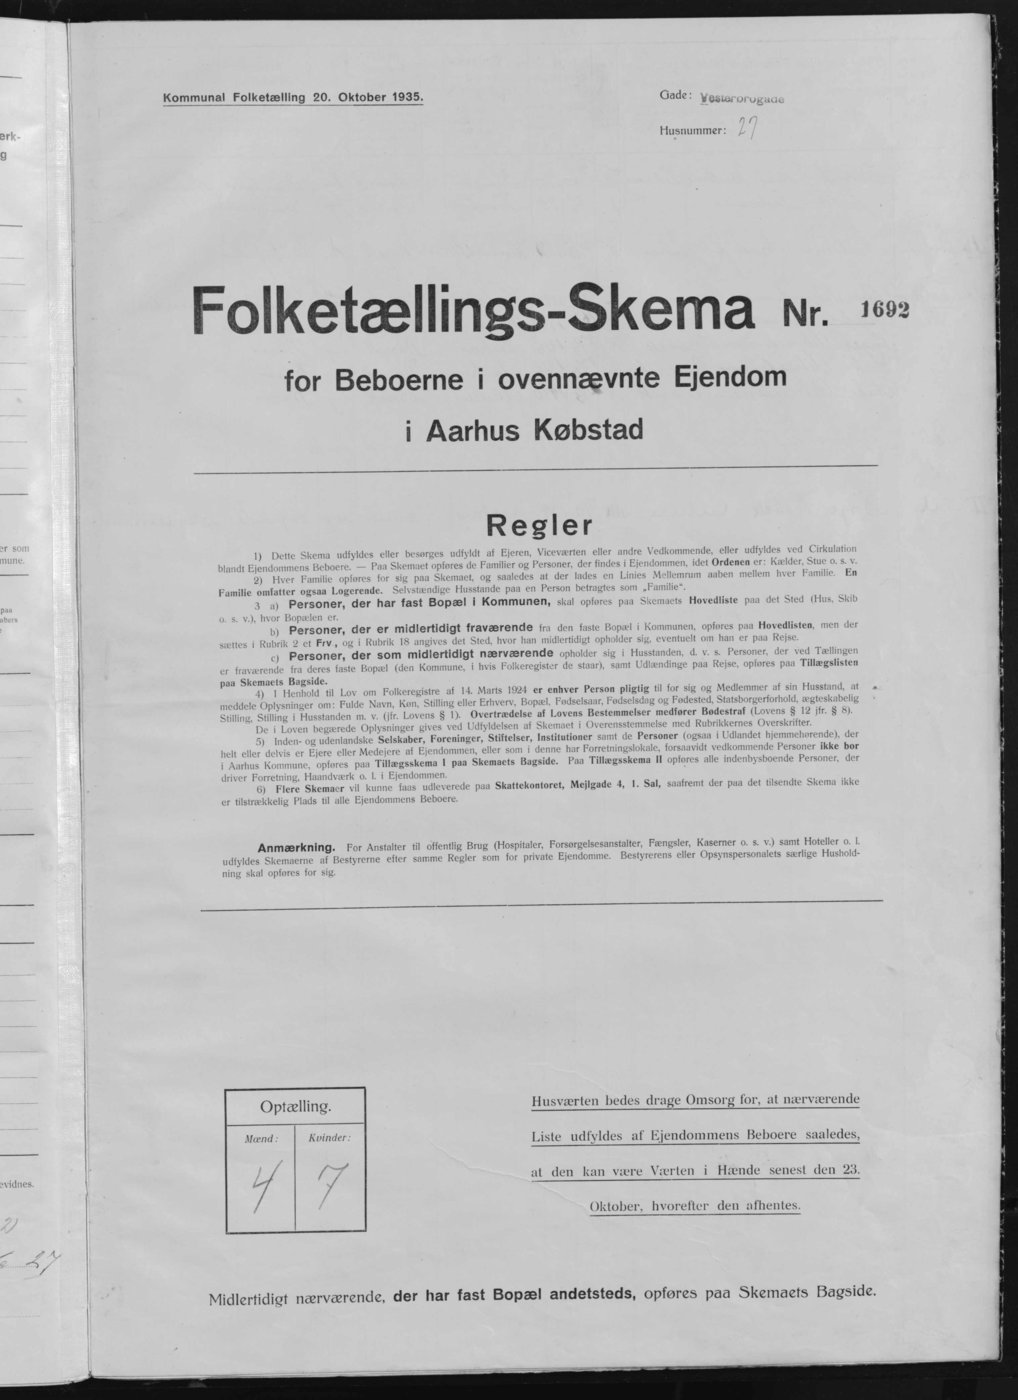 Kommunal Folketælling 20. Oktober 1935.
Gade: Vesterbrogade
Husnummer: 27
Folketællings-Skema Nr. 1692
for Beboerne i ovennævnte Ejendom
i Aarhus Købstad
Regler
1) Dette Skema udfyldes eller besørges udfyldt af Ejeren, Viceværten eller andre Vedkommende, eller udfyldes ved Cirkulation
blandt Ejendommens Beboere. — Paa Skemaet opføres de Familier og Personer, der findes i Ejendommen, idet Ordenen er: Kælder, Stue o. s. v.
2) Hver Familie opføres for sig paa Skemaet, og saaledes at der lades en Linies Mellemrum aaben mellem hver Familie. En
Familie omfatter ogsaa Logerende. Selvstændige Husstande paa en Person betragtes som „Familie“.
3 a) Personer, der har fast Bopæl i Kommunen, skal opføres paa Skemaets Hovedliste paa det Sted (Hus, Skib
o. s. v.), hvor Bopælen er.
b) Personer, der er midlertidigt fraværende fra den faste Bopæl i Kommunen, opføres paa Hovedlisten, men der
sættes i Rubrik 2 et Frv., og i Rubrik 18 angives det Sted, hvor han midlertidigt opholder sig, eventuelt om han er paa Rejse.
c) Personer, der som midlertidigt nærværende opholder sig i Husstanden, d. v. s. Personer, der ved Tællingen
er fraværende fra deres faste Bopæl (den Kommune, i hvis Folkeregister de staar), samt Udlændinge paa Rejse, opføres paa Tillægslisten
paa Skemaets Bagside.
4) I Henhold til Lov om Folkeregistre af 14. Marts 1924 er enhver Person pligtig til for sig og Medlemmer af sin Husstand, at
meddele Oplysninger om: Fulde Navn, Køn, Stilling eller Erhverv, Bopæl, Fødselsaar, Fødselsdag og Fødested, Statsborgerforhold, ægteskabelig
Stilling, Stilling i Husstanden m. v. (jfr. Lovens § 1). Overtrædelse af Lovens Bestemmelser medfører Bødestraf (Lovens § 12 jfr. § 8).
De i Loven begærede Oplysninger gives ved Udfyldelsen af Skemaet i Overensstemmelse med Rubrikkernes Overskrifter.
5) Inden- og udenlandske Selskaber, Foreninger, Stiftelser, Institutioner samt de Personer (ogsaa i Udlandet hjemmehørende), der
helt eller delvis er Ejere eller Medejere af Ejendommen, eller som i denne har Forretningslokale, forsaavidt vedkommende Personer ikke bor
i Aarhus Kommune, opføres paa Tillægsskema I paa Skemaets Bagside. Paa Tillægsskema II opføres alle indenbysboende Personer, der
driver Forretning, Haandværk o. l. i Ejendommen.
6) Flere Skemaer vil kunne faas udleverede paa Skattekontoret, Mejlgade 4, 1. Sal, saafremt der paa det tilsendte Skema ikke
er tilstrækkelig Plads til alle Ejendommens Beboere.
Anmærkning. For Anstalter til offentlig Brug (Hospitaler, Forsørgelsesanstalter, Fængsler, Kaserner o. s. v.) samt Hoteller o. l.
udfyldes Skemaerne af Bestyrerne efter samme Regler som for private Ejendomme. Bestyrerens eller Opsynspersonalets særlige Hushold-
ning skal opføres for sig.
Optælling.
Mænd: Kvinder:
4 7
Husværten bedes drage Omsorg for, at nærværende
Liste udfyldes af Ejendommens Beboere saaledes,
at den kan være Værten i Hænde senest den 23.
Oktober, hvorefter den afhentes.
Midlertidigt nærværende, der har fast Bopæl andetsteds, opføres paa Skemaets Bagside.